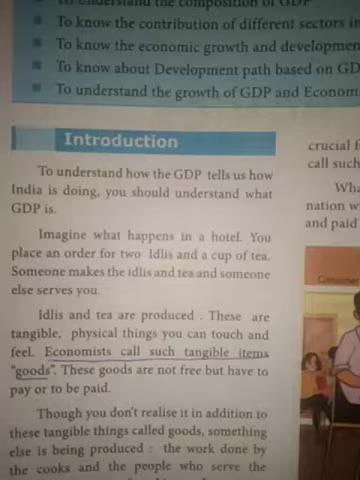 To understand the composition of GDP
To know the contribution of different sectors in
To know the economic growth and developmen
To know about Development path based on GD
To understand the growth of GDP and Econom
Introduction
To understand how the GDP tells us how
India is doing, you should understand what
GDP is.
Imagine what happens in a hotel. You
place an order for two Idlis and a cup of tea.
Someone makes the idlis and tea and someone
else serves you.
Idlis and tea are produced . These are
tangible, physical things you can touch and
feel. Economists call such tangible items
"goods". These goods are not free but have to
pay or to be paid.
Though you don't realise it in addition to
these tangible things called goods, something
else is being produced : the work done by
the cooks and the people who serve the
crucial f
call such
Wha
nation w
and paid
Consumer